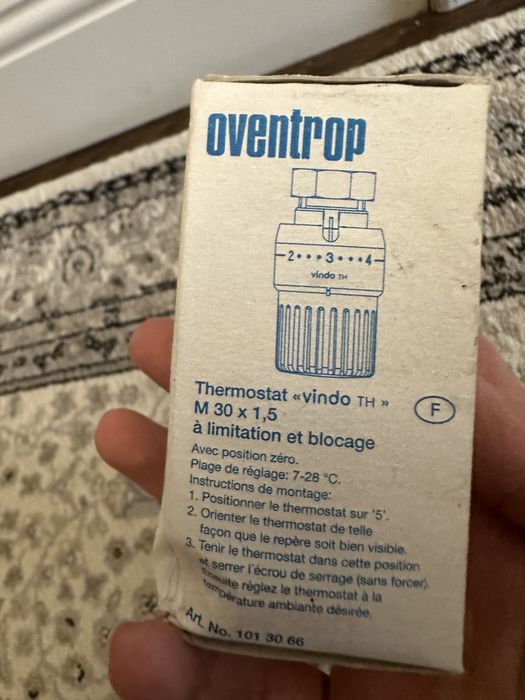 oventrop
2•••3•••4
vindo TH
Thermostat «vindo TH»
M 30 x 1,5
à limitation et blocage
F
Avec position zéro.
Plage de réglage: 7-28 °C.
Instructions de montage:
1. Positionner le thermostat sur '5'.
2. Orienter le thermostat de telle
façon que le repère soit bien visible.
3. Tenir le thermostat dans cette position
et serrer l'écrou de serrage (sans forcer).
Ensuite réglez le thermostat à la
température ambiante désirée.
Art. No. 101 30 66